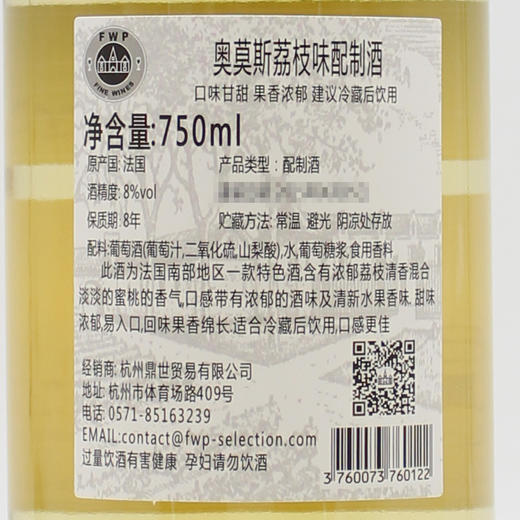 FWP
FINE WINES
奥莫斯荔枝味配制酒
口味甘甜 果香浓郁 建议冷藏后饮用
净含量:750ml
原产国: 法国 产品类型: 配制酒
酒精度: 8%vol
保质期: 8年 贮藏方法: 常温 避光 阴凉处存放
配料:葡萄酒(葡萄汁,二氧化硫,山梨酸),水,葡萄糖浆,食用香料
此酒为法国南部地区一款特色酒,含有浓郁荔枝清香混合
淡淡的蜜桃的香气,口感带有浓郁的酒味及清新水果香味. 甜味
浓郁,易入口,回味果香绵长.适合冷藏后饮用,口感更佳
经销商: 杭州鼎世贸易有限公司
地址: 杭州市体育场路409号
电话: 0571-85163239
EMAIL:contact@fwp-selection.com
过量饮酒有害健康 孕妇请勿饮酒
3 760073 760122